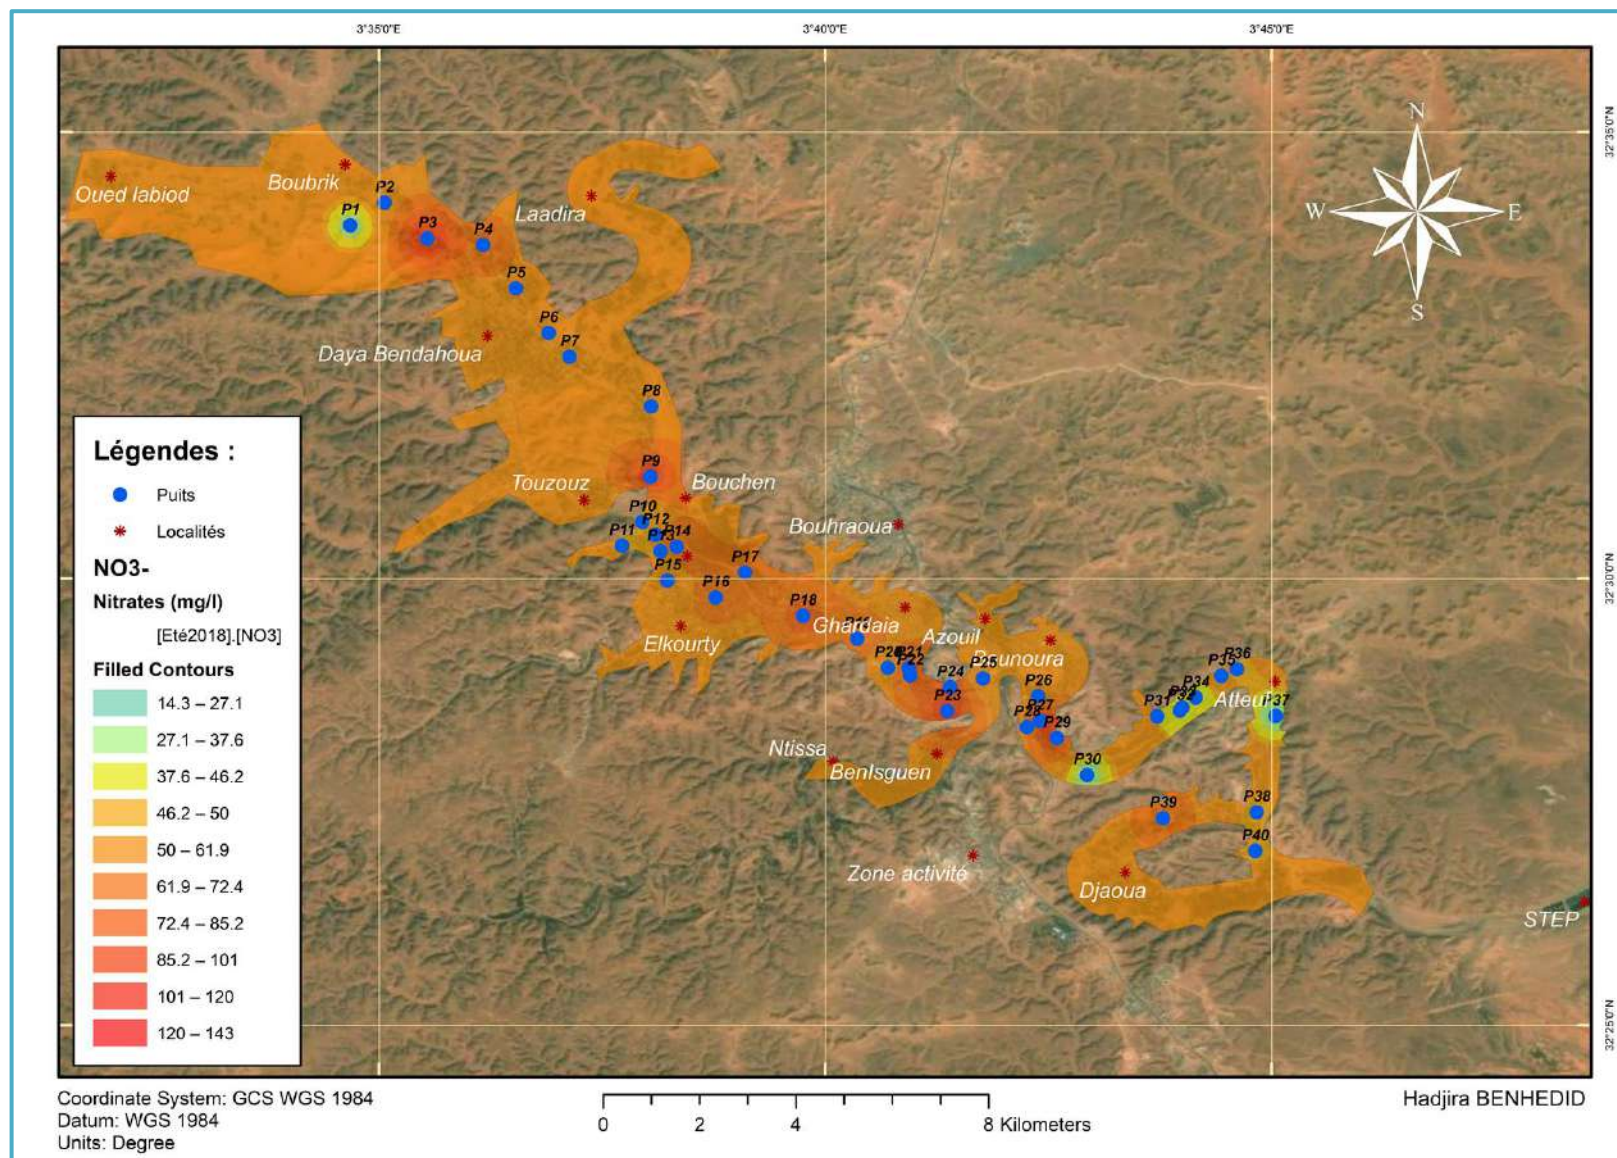 3°35'0"E
3°40'0"E
3°45'0"E
32°35'0"N
N
W
E
S
Oued labiod
Boubrik
P2
P1
P3
P4
Laadira
P5
P6
P7
Daya Bendahoua
P8
P9
Touzouz
Bouchen
Bouhraoua
P10
P12
P11
P13
P14
P15
P17
P16
P18
Elkourty
Ghardaia
Azouil
Bounoura
P20
P21
P22
P24
P25
P23
P26
P27
P28
P29
P30
P31
P34
P35
P36
Atteuf
P37
Ntissa
BenIsguen
P38
P39
P40
Zone activité
Djaoua
STEP
32°30'0"N
32°25'0"N
Légendes :
Puits
Localités
NO3-
Nitrates (mg/l)
[Eté2018].[NO3]
Filled Contours
14.3 – 27.1
27.1 – 37.6
37.6 – 46.2
46.2 – 50
50 – 61.9
61.9 – 72.4
72.4 – 85.2
85.2 – 101
101 – 120
120 – 143
Coordinate System: GCS WGS 1984
Datum: WGS 1984
Units: Degree
0 2 4 8 Kilometers
Hadjira BENHEDID